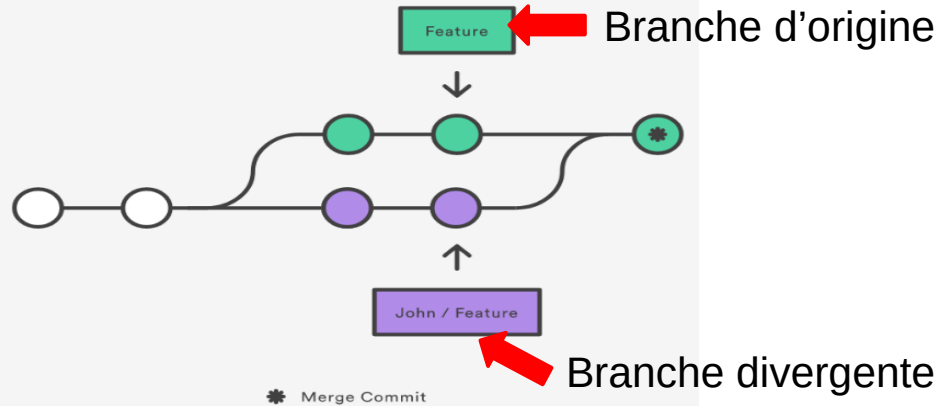 Feature
Branche d’origine
John / Feature
Branche divergente
✱ Merge Commit